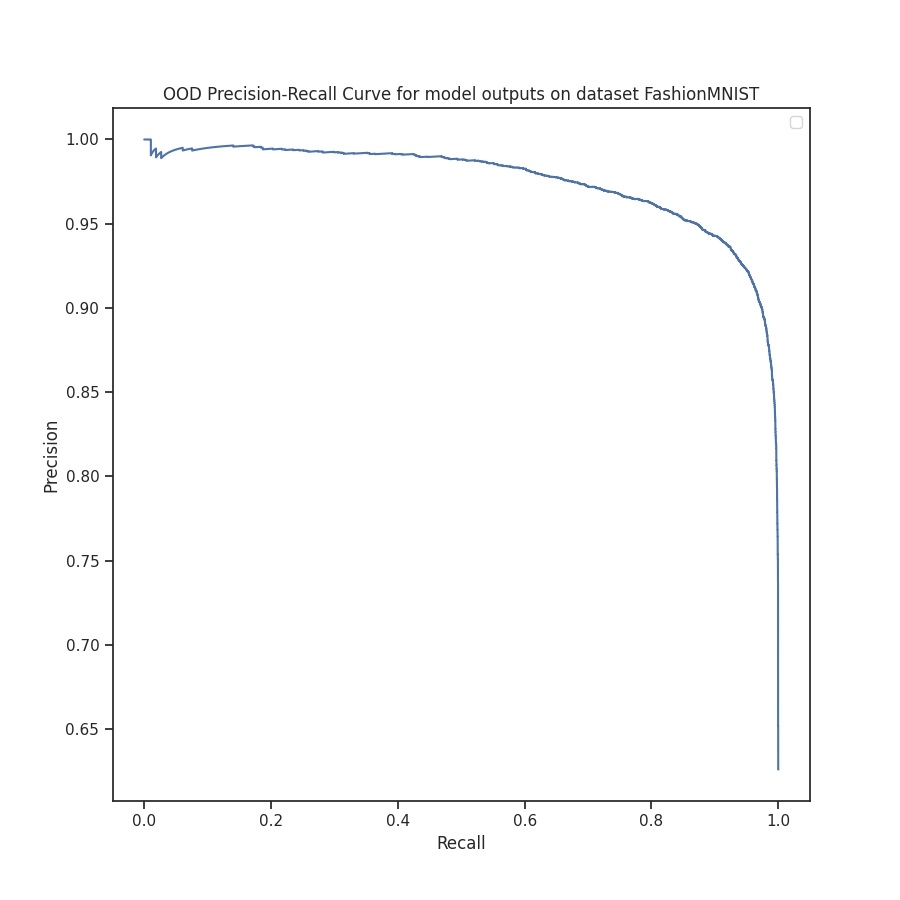 OOD Precision-Recall Curve for model outputs on dataset FashionMNIST
1.00
0.95
0.90
0.85
0.80
0.75
0.70
0.65
Precision
0.0 0.2 0.4 0.6 0.8 1.0
Recall